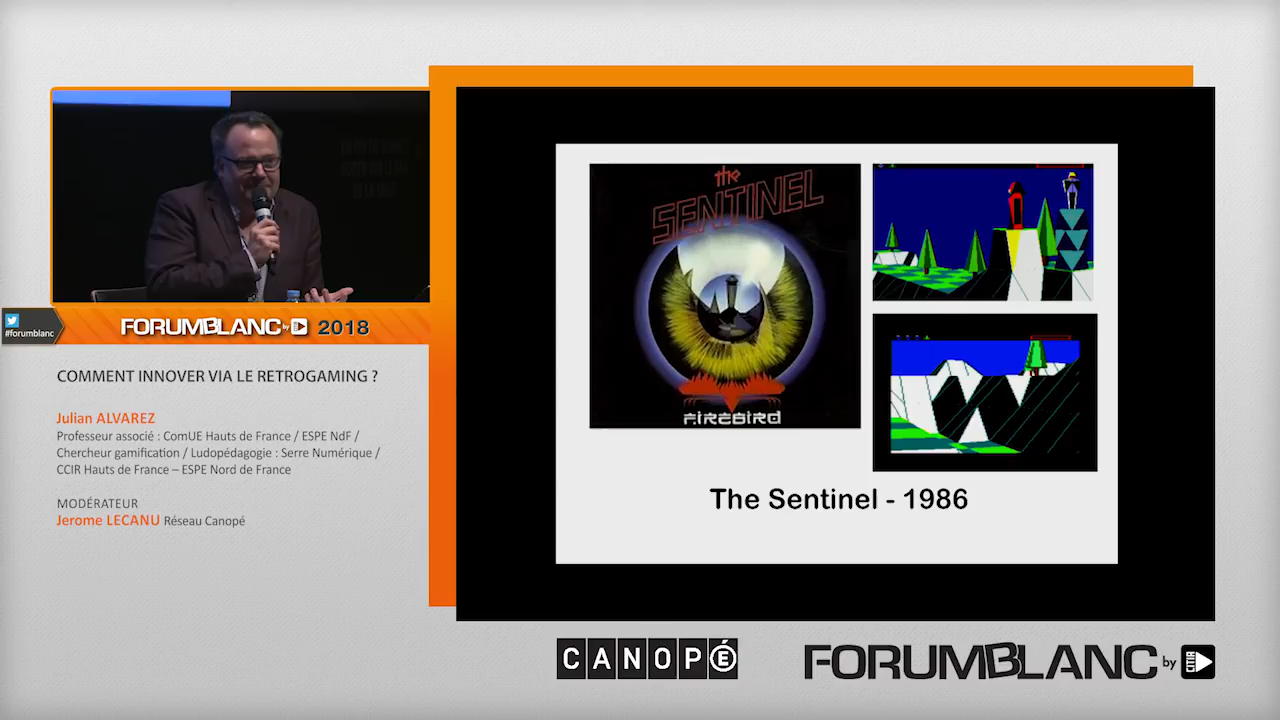 #forumblanc
FORUMBLANC by 2018
COMMENT INNOVER VIA LE RETROGAMING ?
Julian ALVAREZ
Professeur associé : ComUE Hauts de France / ESPE NdF /
Chercheur gamification / Ludopédagogie : Serre Numérique /
CCIR Hauts de France – ESPE Nord de France
MODÉRATEUR
Jerome LECANU Réseau Canopé
the
SENTINEL
FIREBIRD
The Sentinel - 1986
CANOPÉ
FORUMBLANC by CITIA